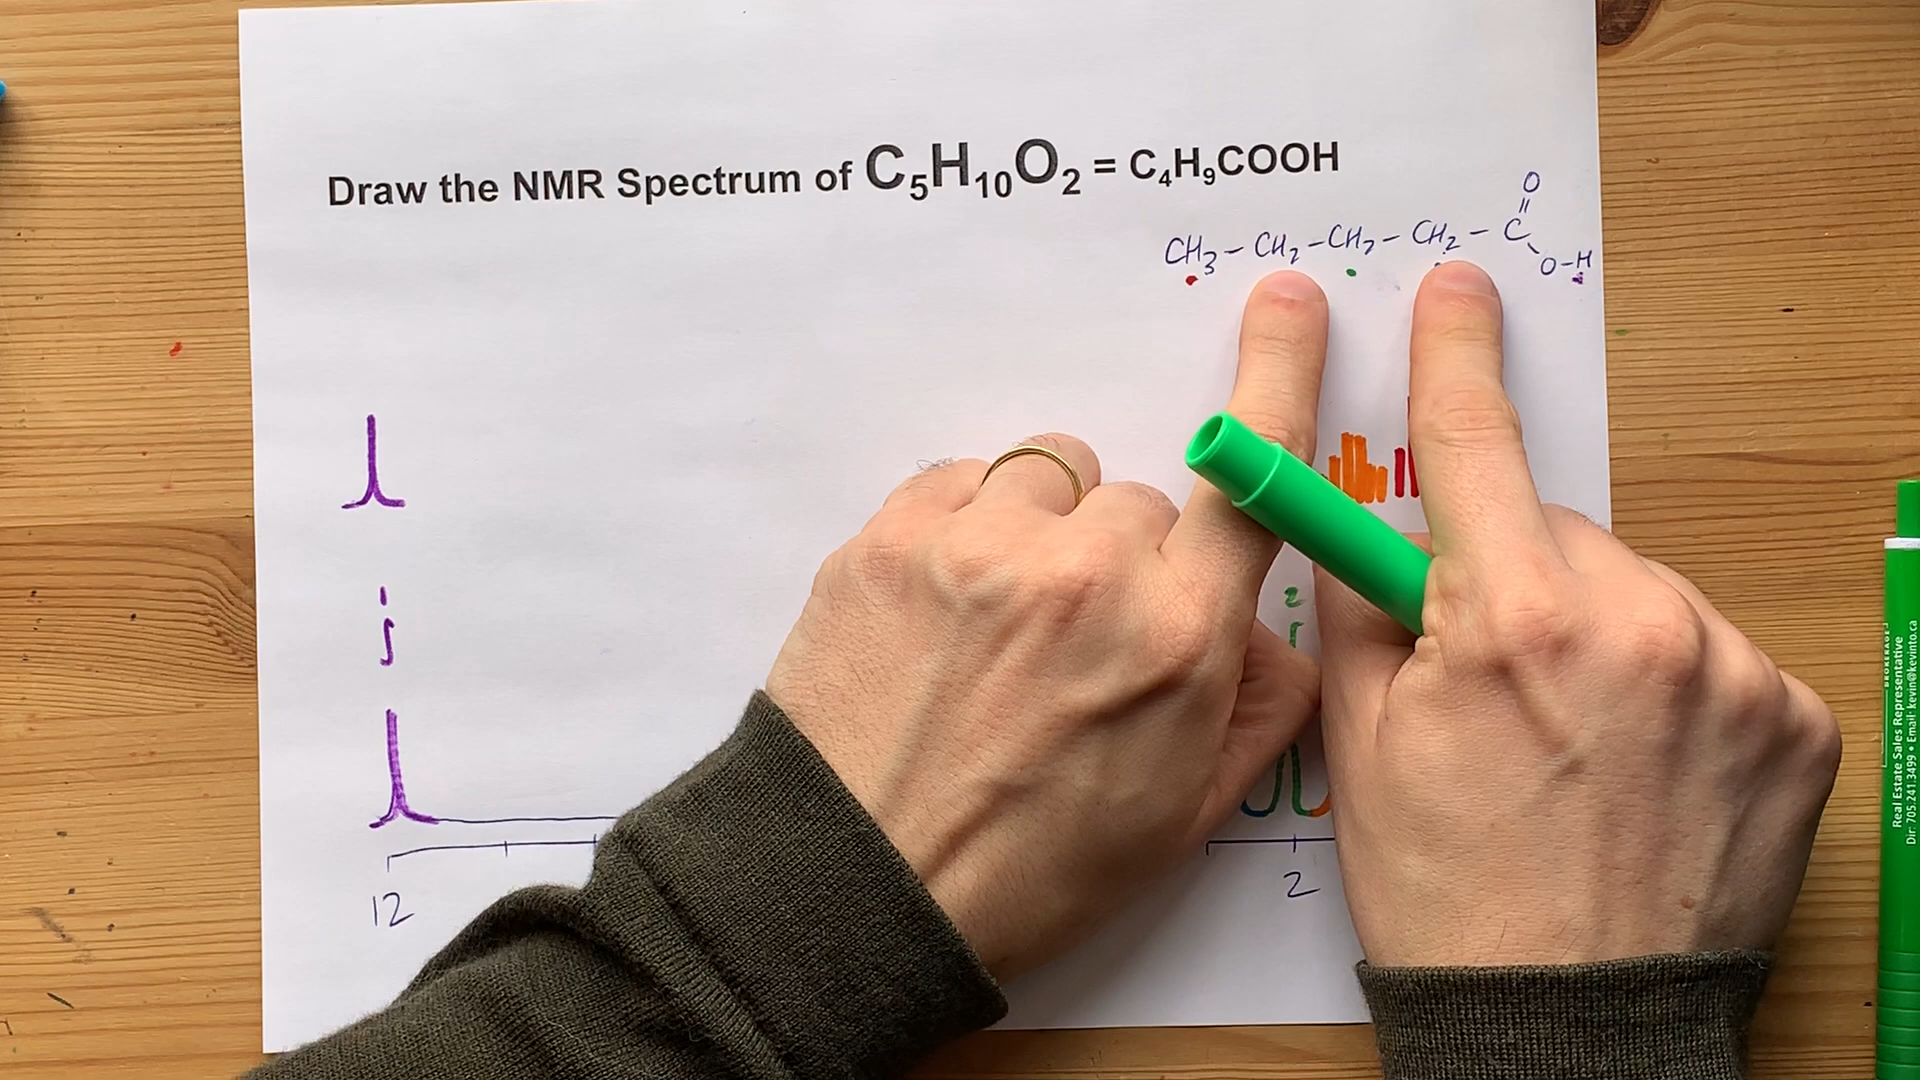 Draw the NMR Spectrum of C₅H₁₀O₂ = C₄H₉COOH
O
CH₃ - CH₂ - CH₂ - CH₂ - C
O-H
2
12
2
BROKERAGE
Real Estate Sales Representative
Dir: 705.241.3499 • Email: kevin@kevinto.ca